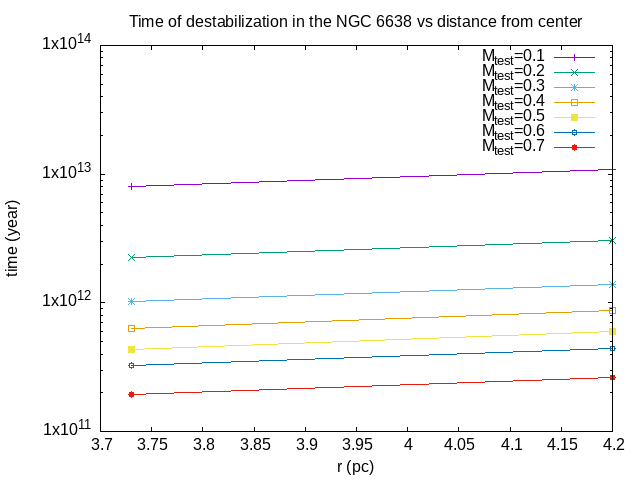 Time of destabilization in the NGC 6638 vs distance from center
1x10^14
1x10^13
1x10^12
1x10^11
time (year)
M_test=0.1
M_test=0.2
M_test=0.3
M_test=0.4
M_test=0.5
M_test=0.6
M_test=0.7
3.7 3.75 3.8 3.85 3.9 3.95 4 4.05 4.1 4.15 4.2
r (pc)